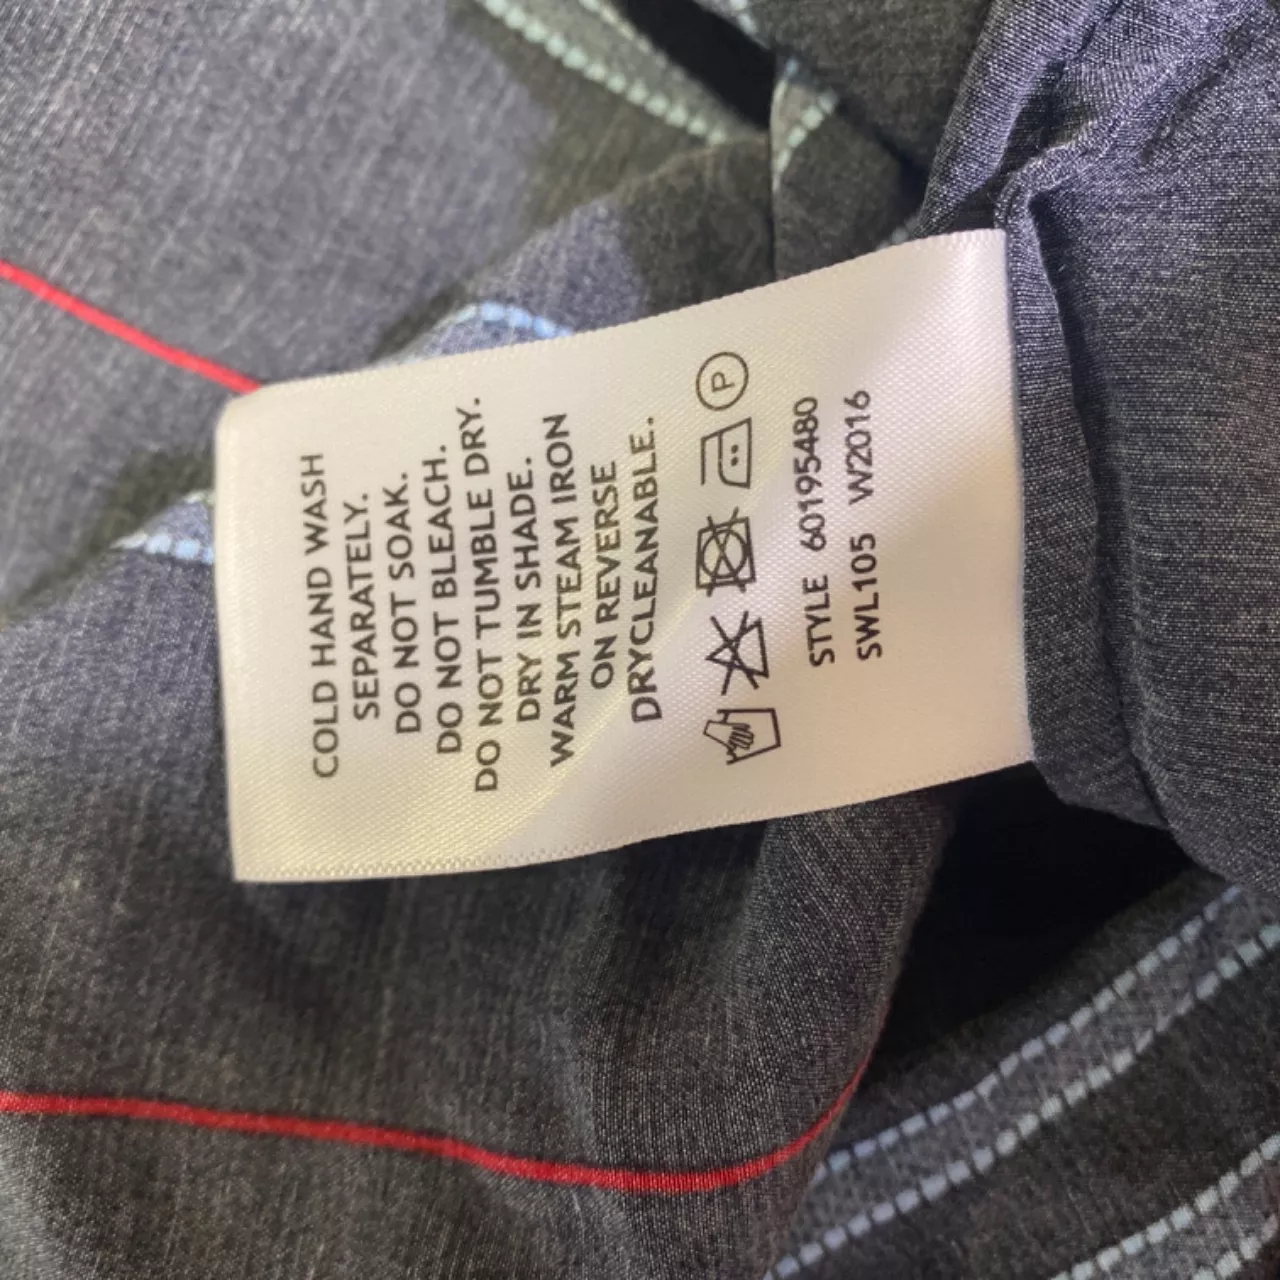 COLD HAND WASH
SEPARATELY.
DO NOT SOAK.
DO NOT BLEACH.
DO NOT TUMBLE DRY.
DRY IN SHADE.
WARM STEAM IRON
ON REVERSE
DRYCLEANABLE.
P
STYLE 60195480
SWL105 W2016